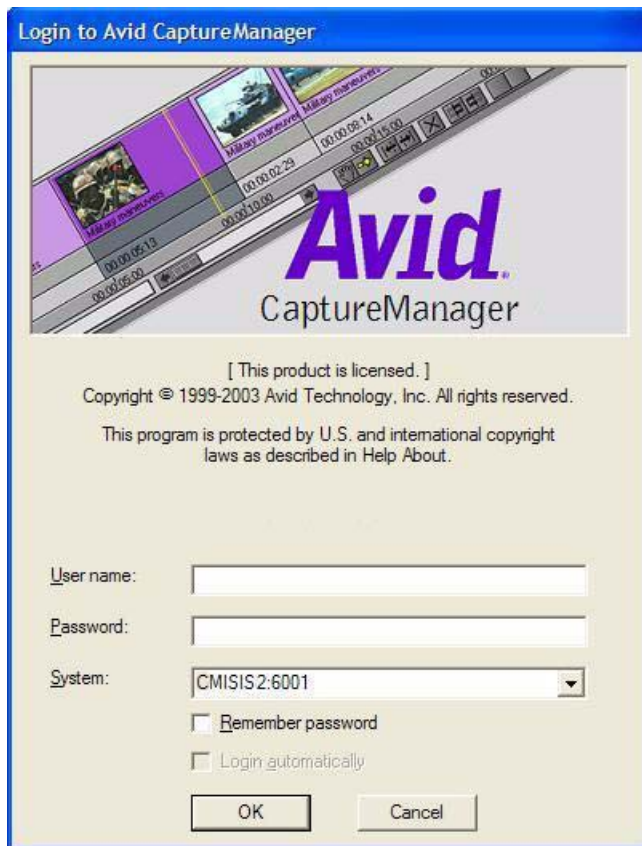 Login to Avid CaptureManager
Military maneuvers
Military maneuvers
Military maneuvers
00:00:08:14
00:00:02:29
00:00:15:00
00:00:05:13
00:00:10:00
00:00:05:00
Avid
CaptureManager
[ This product is licensed. ]
Copyright © 1999-2003 Avid Technology, Inc. All rights reserved.
This program is protected by U.S. and international copyright
laws as described in Help About.
User name:
Password:
System: CMISIS2:6001
Remember password
Login automatically
OK Cancel